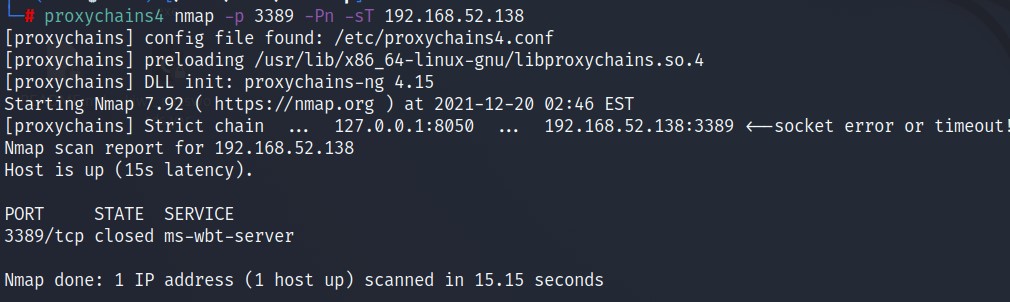 └─# proxychains4 nmap -p 3389 -Pn -sT 192.168.52.138
[proxychains] config file found: /etc/proxychains4.conf
[proxychains] preloading /usr/lib/x86_64-linux-gnu/libproxychains.so.4
[proxychains] DLL init: proxychains-ng 4.15
Starting Nmap 7.92 ( https://nmap.org ) at 2021-12-20 02:46 EST
[proxychains] Strict chain  ...  127.0.0.1:8050  ...  192.168.52.138:3389 <--socket error or timeout!
Nmap scan report for 192.168.52.138
Host is up (15s latency).

PORT     STATE  SERVICE
3389/tcp closed ms-wbt-server

Nmap done: 1 IP address (1 host up) scanned in 15.15 seconds